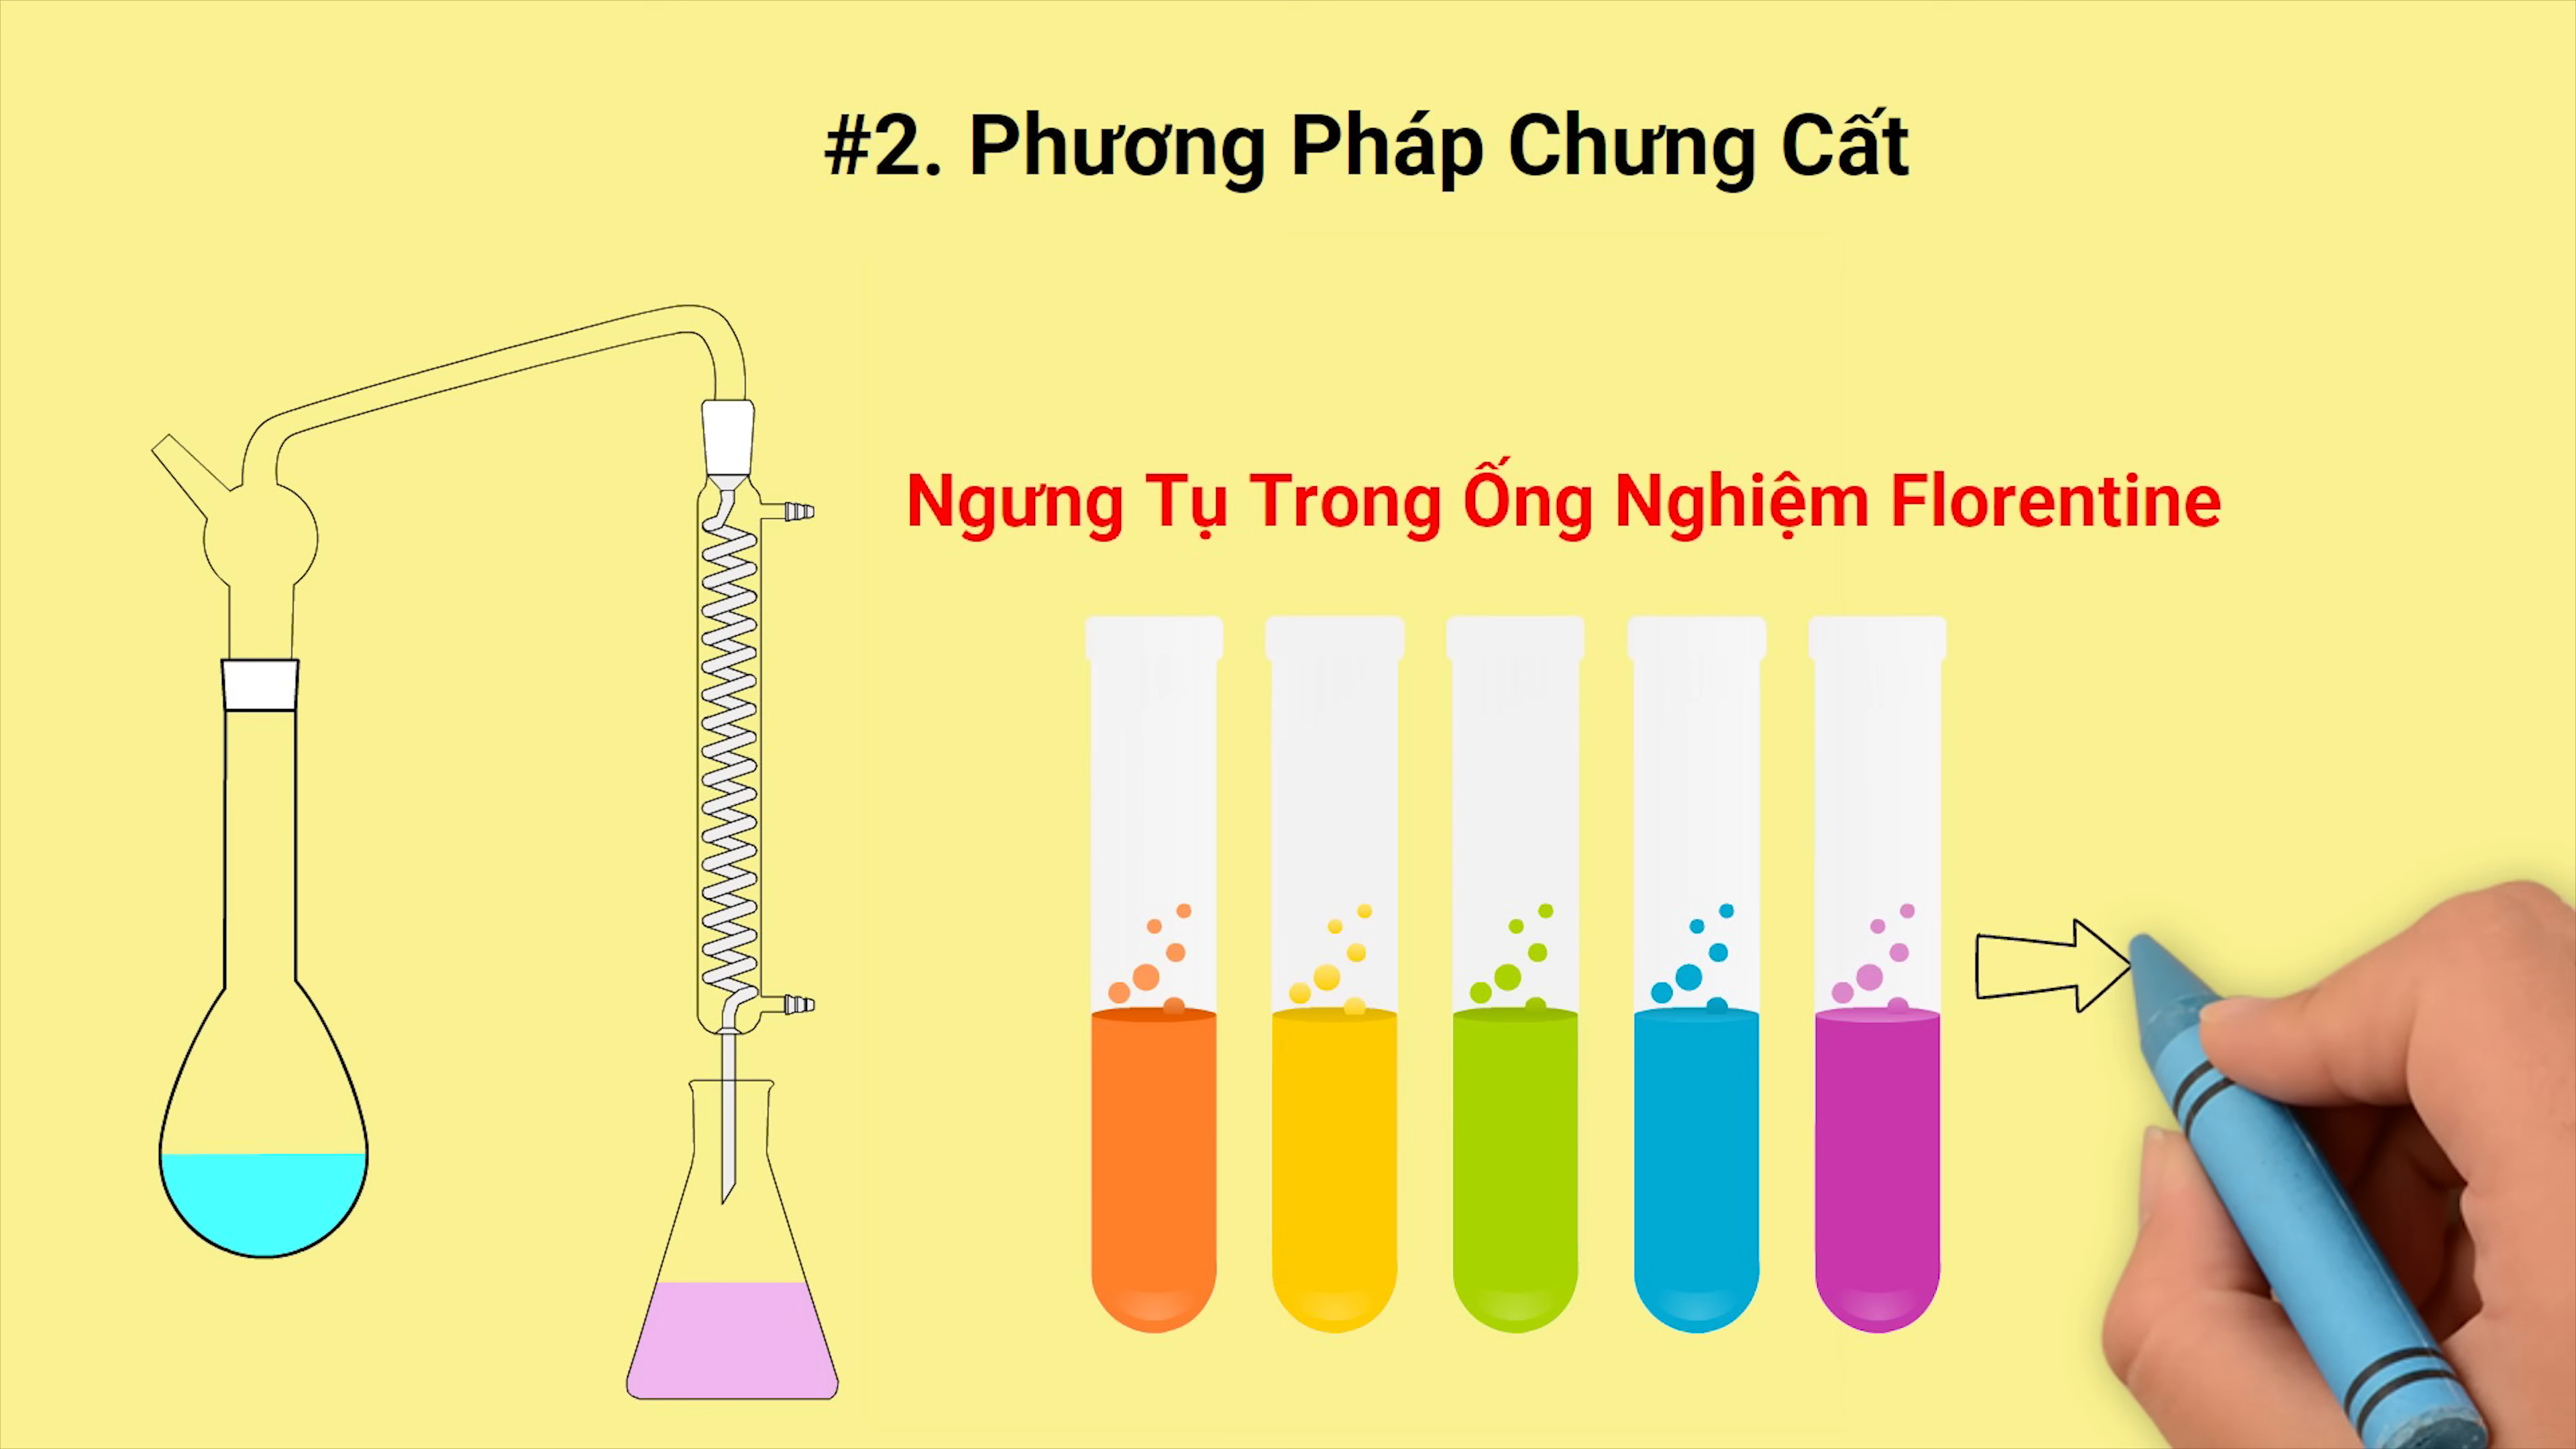 #2. Phương Pháp Chưng Cất
Ngưng Tụ Trong Ống Nghiệm Florentine